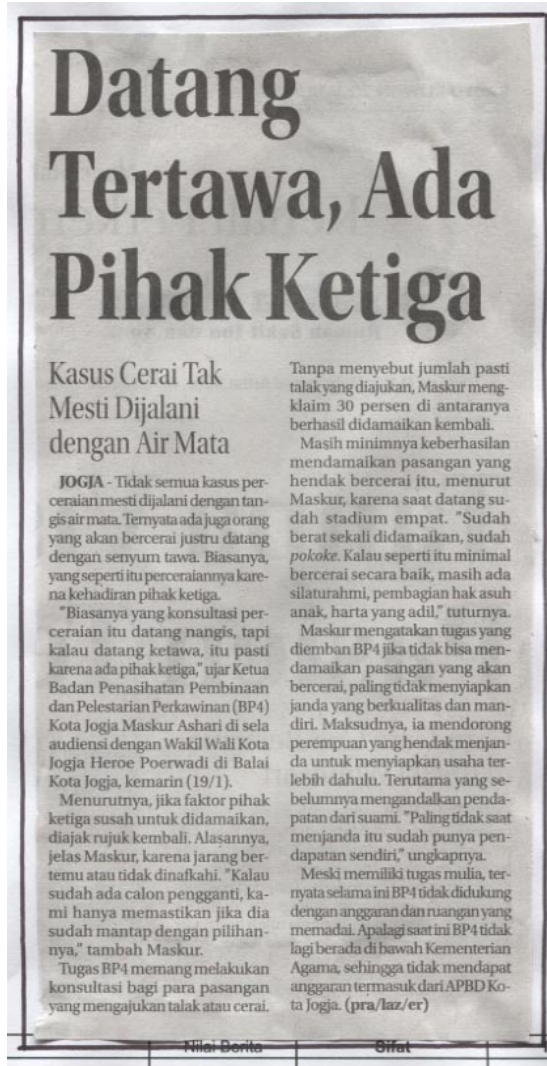 Datang
Tertawa, Ada
Pihak Ketiga
Kasus Cerai Tak
Mesti Dijalani
dengan Air Mata
JOGJA - Tidak semua kasus per-
ceraian mesti dijalani dengan tan-
gis air mata. Ternyata ada juga orang
yang akan bercerai justru datang
dengan senyum tawa. Biasanya,
yang seperti itu perceraiannya kare-
na kehadiran pihak ketiga.
"Biasanya yang konsultasi per-
ceraian itu datang nangis, tapi
kalau datang ketawa, itu pasti
karena ada pihak ketiga," ujar Ketua
Badan Penasihatan Pembinaan
dan Pelestarian Perkawinan (BP4)
Kota Jogja Maskur Ashari di sela
audiensi dengan Wakil Wali Kota
Jogja Heroe Poerwadi di Balai
Kota Jogja, kemarin (19/1).
Menurutnya, jika faktor pihak
ketiga susah untuk didamaikan,
diajak rujuk kembali. Alasannya,
jelas Maskur, karena jarang ber-
temu atau tidak dinafkahi. "Kalau
sudah ada calon pengganti, ka-
mi hanya memastikan jika dia
sudah mantap dengan pilihan-
nya," tambah Maskur.
Tugas BP4 memang melakukan
konsultasi bagi para pasangan
yang mengajukan talak atau cerai.
Tanpa menyebut jumlah pasti
talak yang diajukan, Maskur meng-
klaim 30 persen di antaranya
berhasil didamaikan kembali.
Masih minimnya keberhasilan
mendamaikan pasangan yang
hendak bercerai itu, menurut
Maskur, karena saat datang su-
dah stadium empat. "Sudah
berat sekali didamaikan, sudah
pokoke. Kalau seperti itu minimal
bercerai secara baik, masih ada
silaturahmi, pembagian hak asuh
anak, harta yang adil," tuturnya.
Maskur mengatakan tugas yang
diemban BP4 jika tidak bisa men-
damaikan pasangan yang akan
bercerai, paling tidak menyiapkan
janda yang berkualitas dan man-
diri. Maksudnya, ia mendorong
perempuan yang hendak menjan-
da untuk menyiapkan usaha ter-
lebih dahulu. Terutama yang se-
belumnya mengandalkan penda-
patan dari suami. "Paling tidak saat
menjanda itu sudah punya pen-
dapatan sendiri," ungkapnya.
Meski memiliki tugas mulia, ter-
nyata selama ini BP4 tidak didukung
dengan anggaran dan ruangan yang
memadai. Apalagi saat ini BP4 tidak
lagi berada di bawah Kementerian
Agama, sehingga tidak mendapat
anggaran termasuk dari APBD Ko-
ta Jogja. (pra/laz/er)
Nilai Berita
Sifat